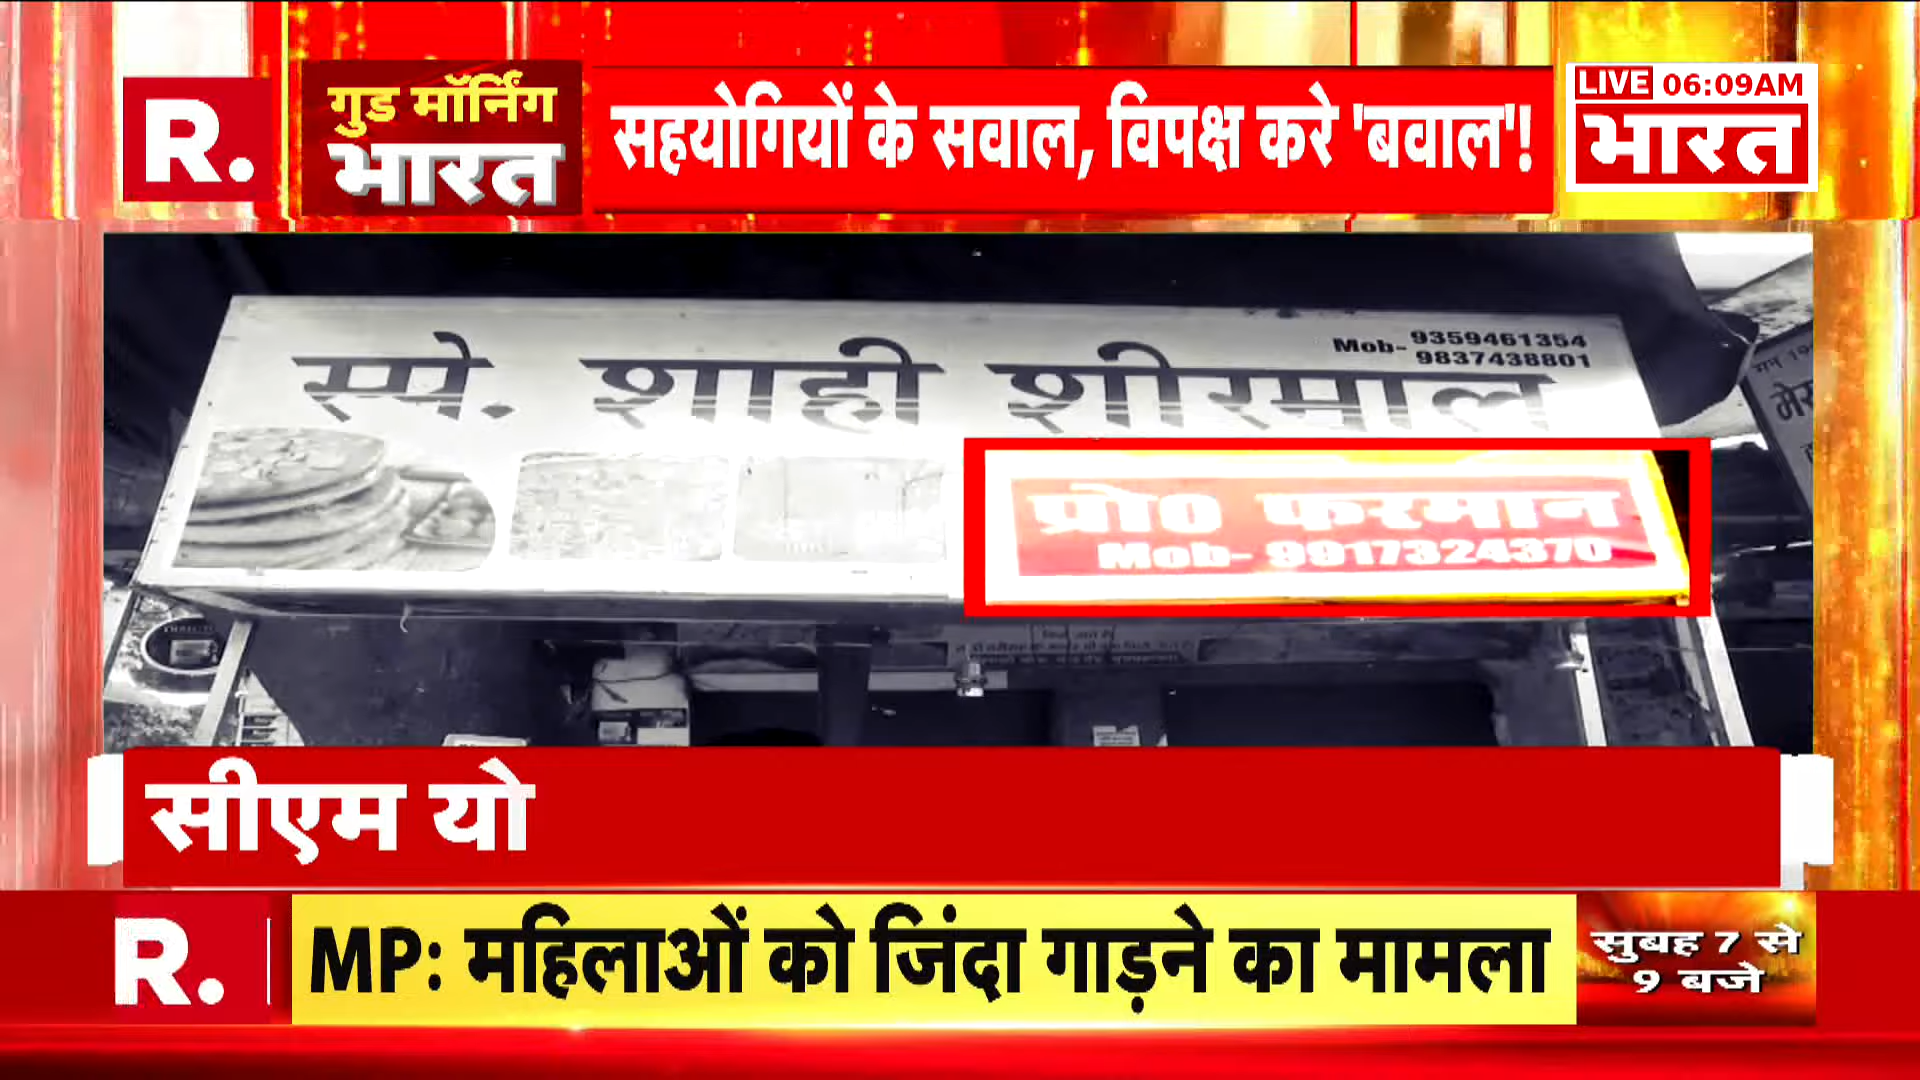 R.
गुड मॉर्निंग
भारत
सहयोगियों के सवाल, विपक्ष करे 'बवाल'!
LIVE 06:09AM
भारत
Mob- 9359461354
9837438801
स्पे. शाही शीरमाल
प्रो0 फरमान
Mob- 9917324370
सीएम यो
R.
MP: महिलाओं को जिंदा गाड़ने का मामला
सुबह 7 से
9 बजे